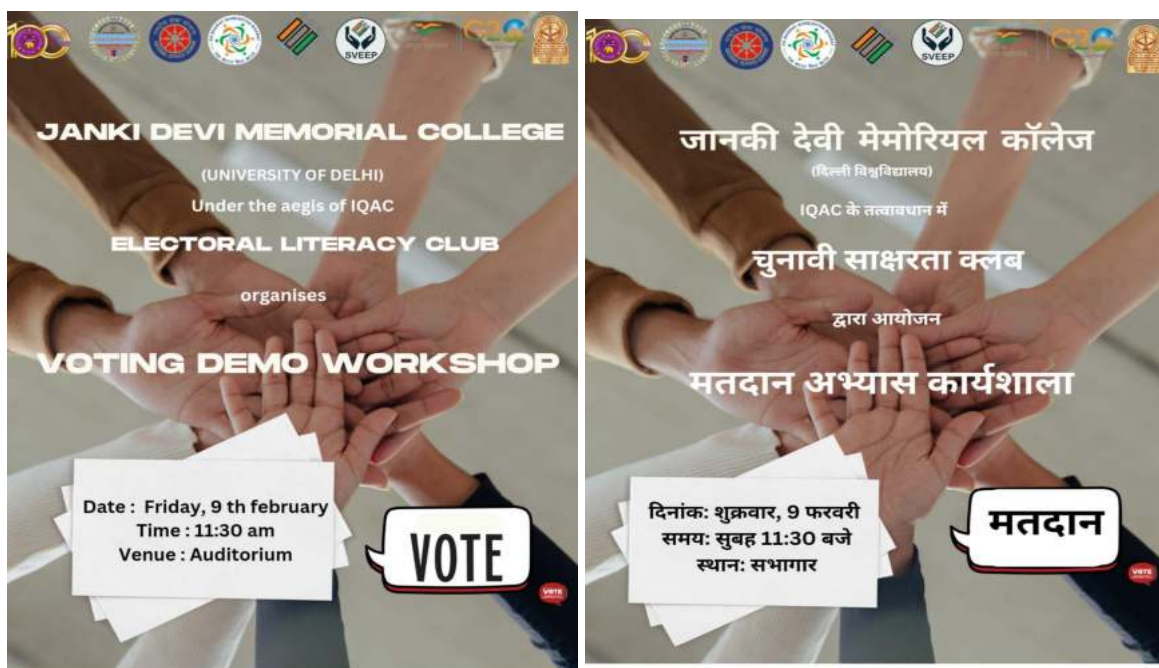 SVEEP
JANKI DEVI MEMORIAL COLLEGE
(UNIVERSITY OF DELHI)
Under the aegis of IQAC
ELECTORAL LITERACY CLUB
organises
VOTING DEMO WORKSHOP
Date : Friday, 9 th february
Time : 11:30 am
Venue : Auditorium
VOTE
VOTE
SVEEP
जानकी देवी मेमोरियल कॉलेज
(दिल्ली विश्वविद्यालय)
IQAC के तत्वावधान में
चुनावी साक्षरता क्लब
द्वारा आयोजन
मतदान अभ्यास कार्यशाला
दिनांक: शुक्रवार, 9 फरवरी
समय: सुबह 11:30 बजे
स्थान: सभागार
मतदान
VOTE